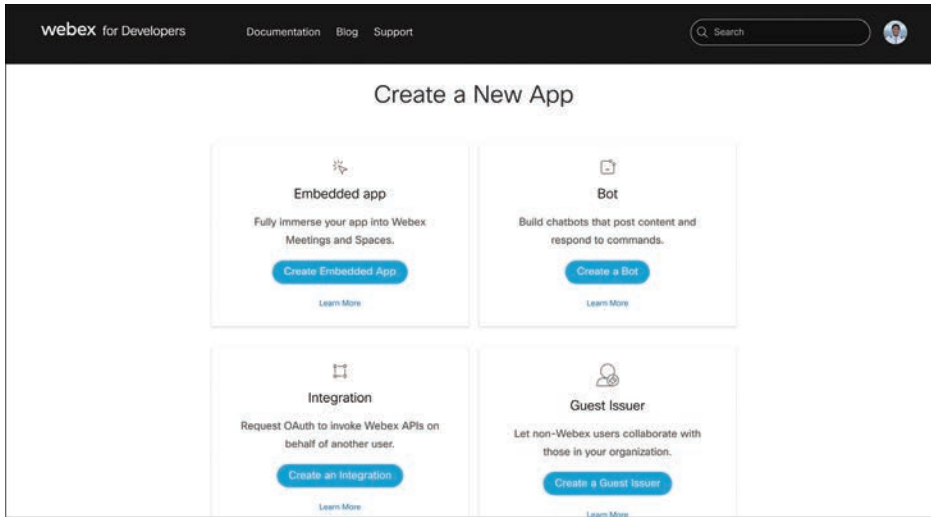 webex for Developers
Documentation Blog Support
Search
Create a New App
Embedded app
Fully immerse your app into Webex
Meetings and Spaces.
Create Embedded App
Learn More
Bot
Build chatbots that post content and
respond to commands.
Create a Bot
Learn More
Integration
Request OAuth to invoke Webex APIs on
behalf of another user.
Create an Integration
Learn More
Guest Issuer
Let non-Webex users collaborate with
those in your organization.
Create a Guest Issuer
Learn More